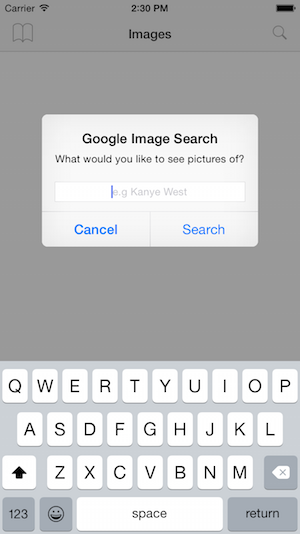 Carrier 2:30 PM
Images
Google Image Search
What would you like to see pictures of?
e.g Kanye West
Cancel Search
Q W E R T Y U I O P
A S D F G H J K L
Z X C V B N M
123 space return